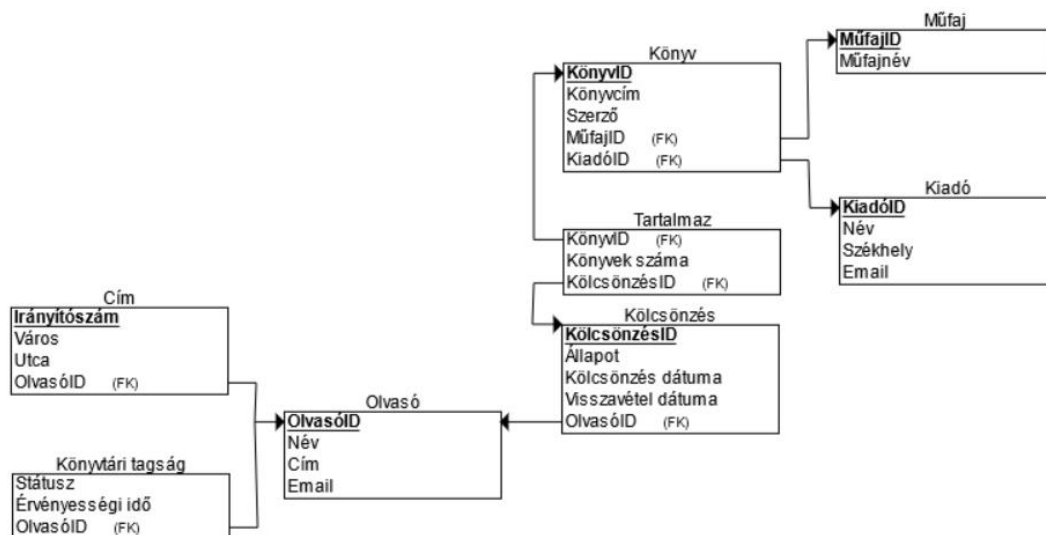 Műfaj
MűfajID
Műfajnév
Könyv
KönyvID
Könyvcím
Szerző
MűfajID (FK)
KiadóID (FK)
Kiadó
KiadóID
Név
Székhely
Email
Tartalmaz
KönyvID (FK)
Könyvek száma
KölcsönzésID (FK)
Kölcsönzés
KölcsönzésID
Állapot
Kölcsönzés dátuma
Visszavétel dátuma
OlvasóID (FK)
Cím
Irányítószám
Város
Utca
OlvasóID (FK)
Olvasó
OlvasóID
Név
Cím
Email
Könyvtári tagság
Státusz
Érvényességi idő
OlvasóID (FK)